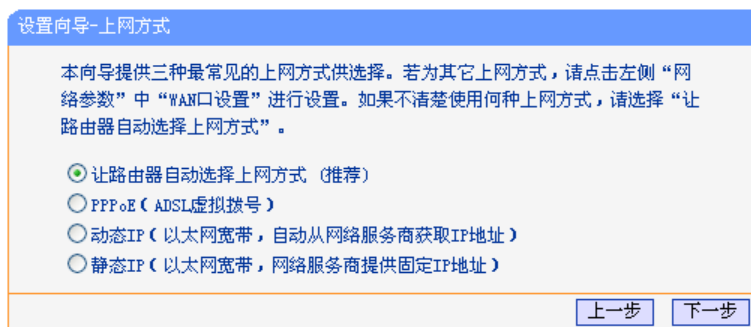 设置向导-上网方式
本向导提供三种最常见的上网方式供选择。若为其它上网方式，请点击左侧“网
络参数”中“WAN口设置”进行设置。如果不清楚使用何种上网方式，请选择“让
路由器自动选择上网方式”。
让路由器自动选择上网方式（推荐）
PPPoE（ADSL虚拟拨号）
动态IP（以太网宽带，自动从网络服务商获取IP地址）
静态IP（以太网宽带，网络服务商提供固定IP地址）
上一步 下一步